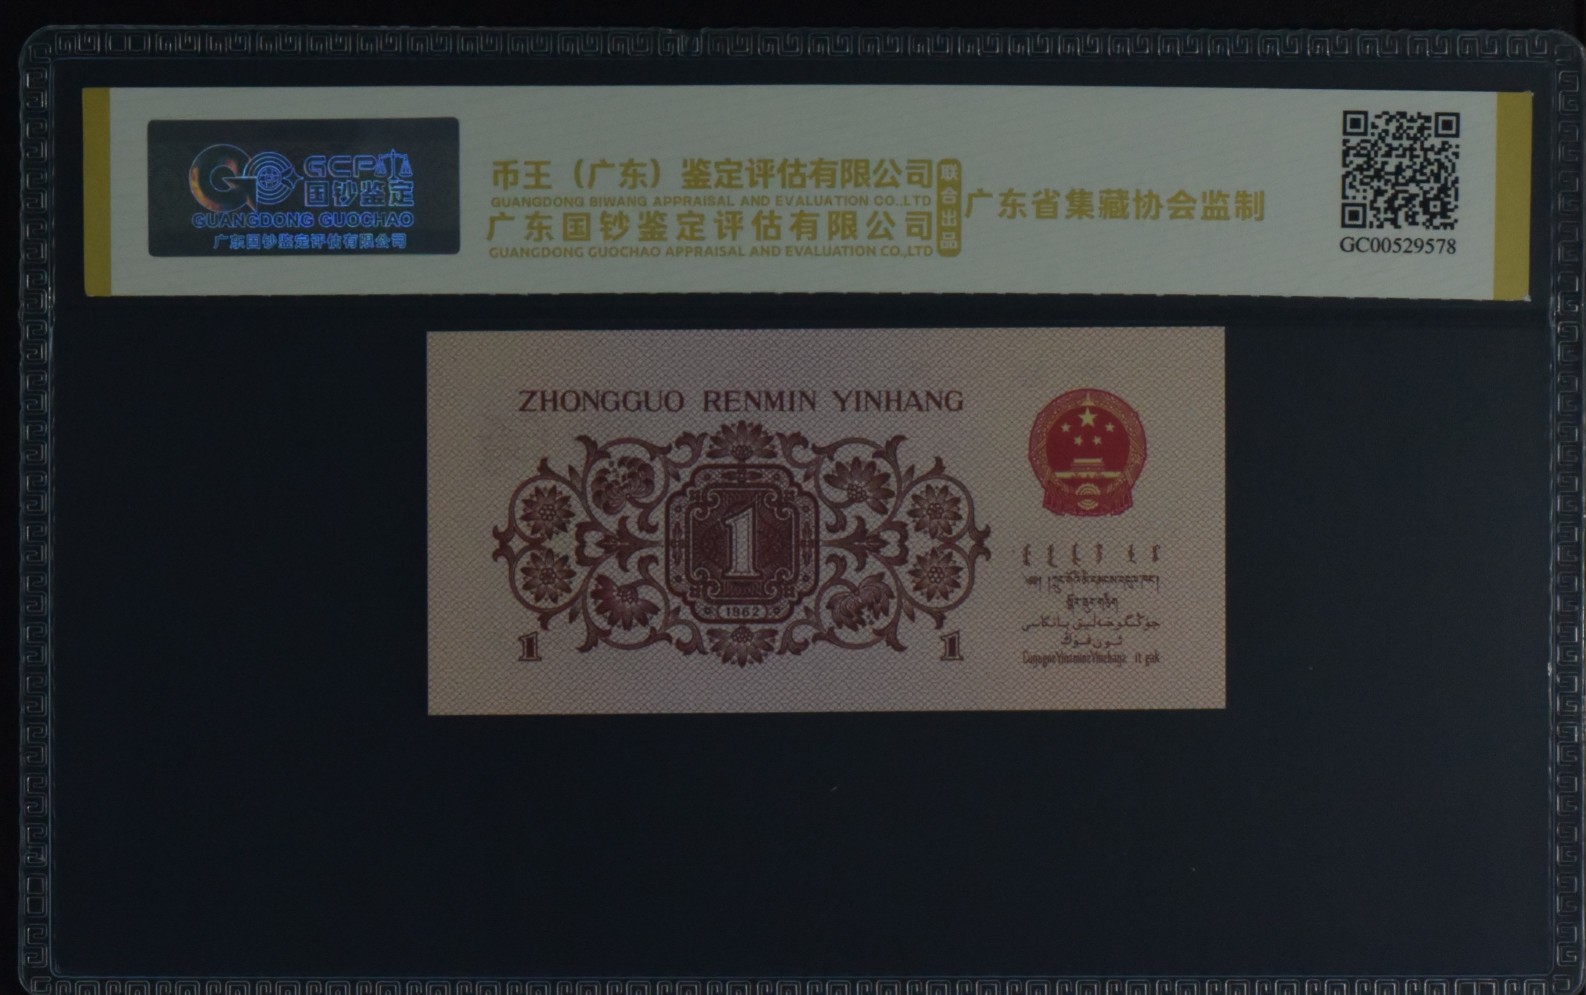 GCP
国钞鉴定
GUANGDONG GUOCHAO
广东国钞鉴定评估有限公司
币王（广东）鉴定评估有限公司
GUANGDONG BIWANG APPRAISAL AND EVALUATION CO.,LTD
广东国钞鉴定评估有限公司
GUANGDONG GUOCHAO APPRAISAL AND EVALUATION CO.,LTD
联合出品
广东省集藏协会监制
GC00529578
ZHONGGUO RENMIN YINHANG
1
1962
1
1
جۇڭگو خەلىق بانكىسى